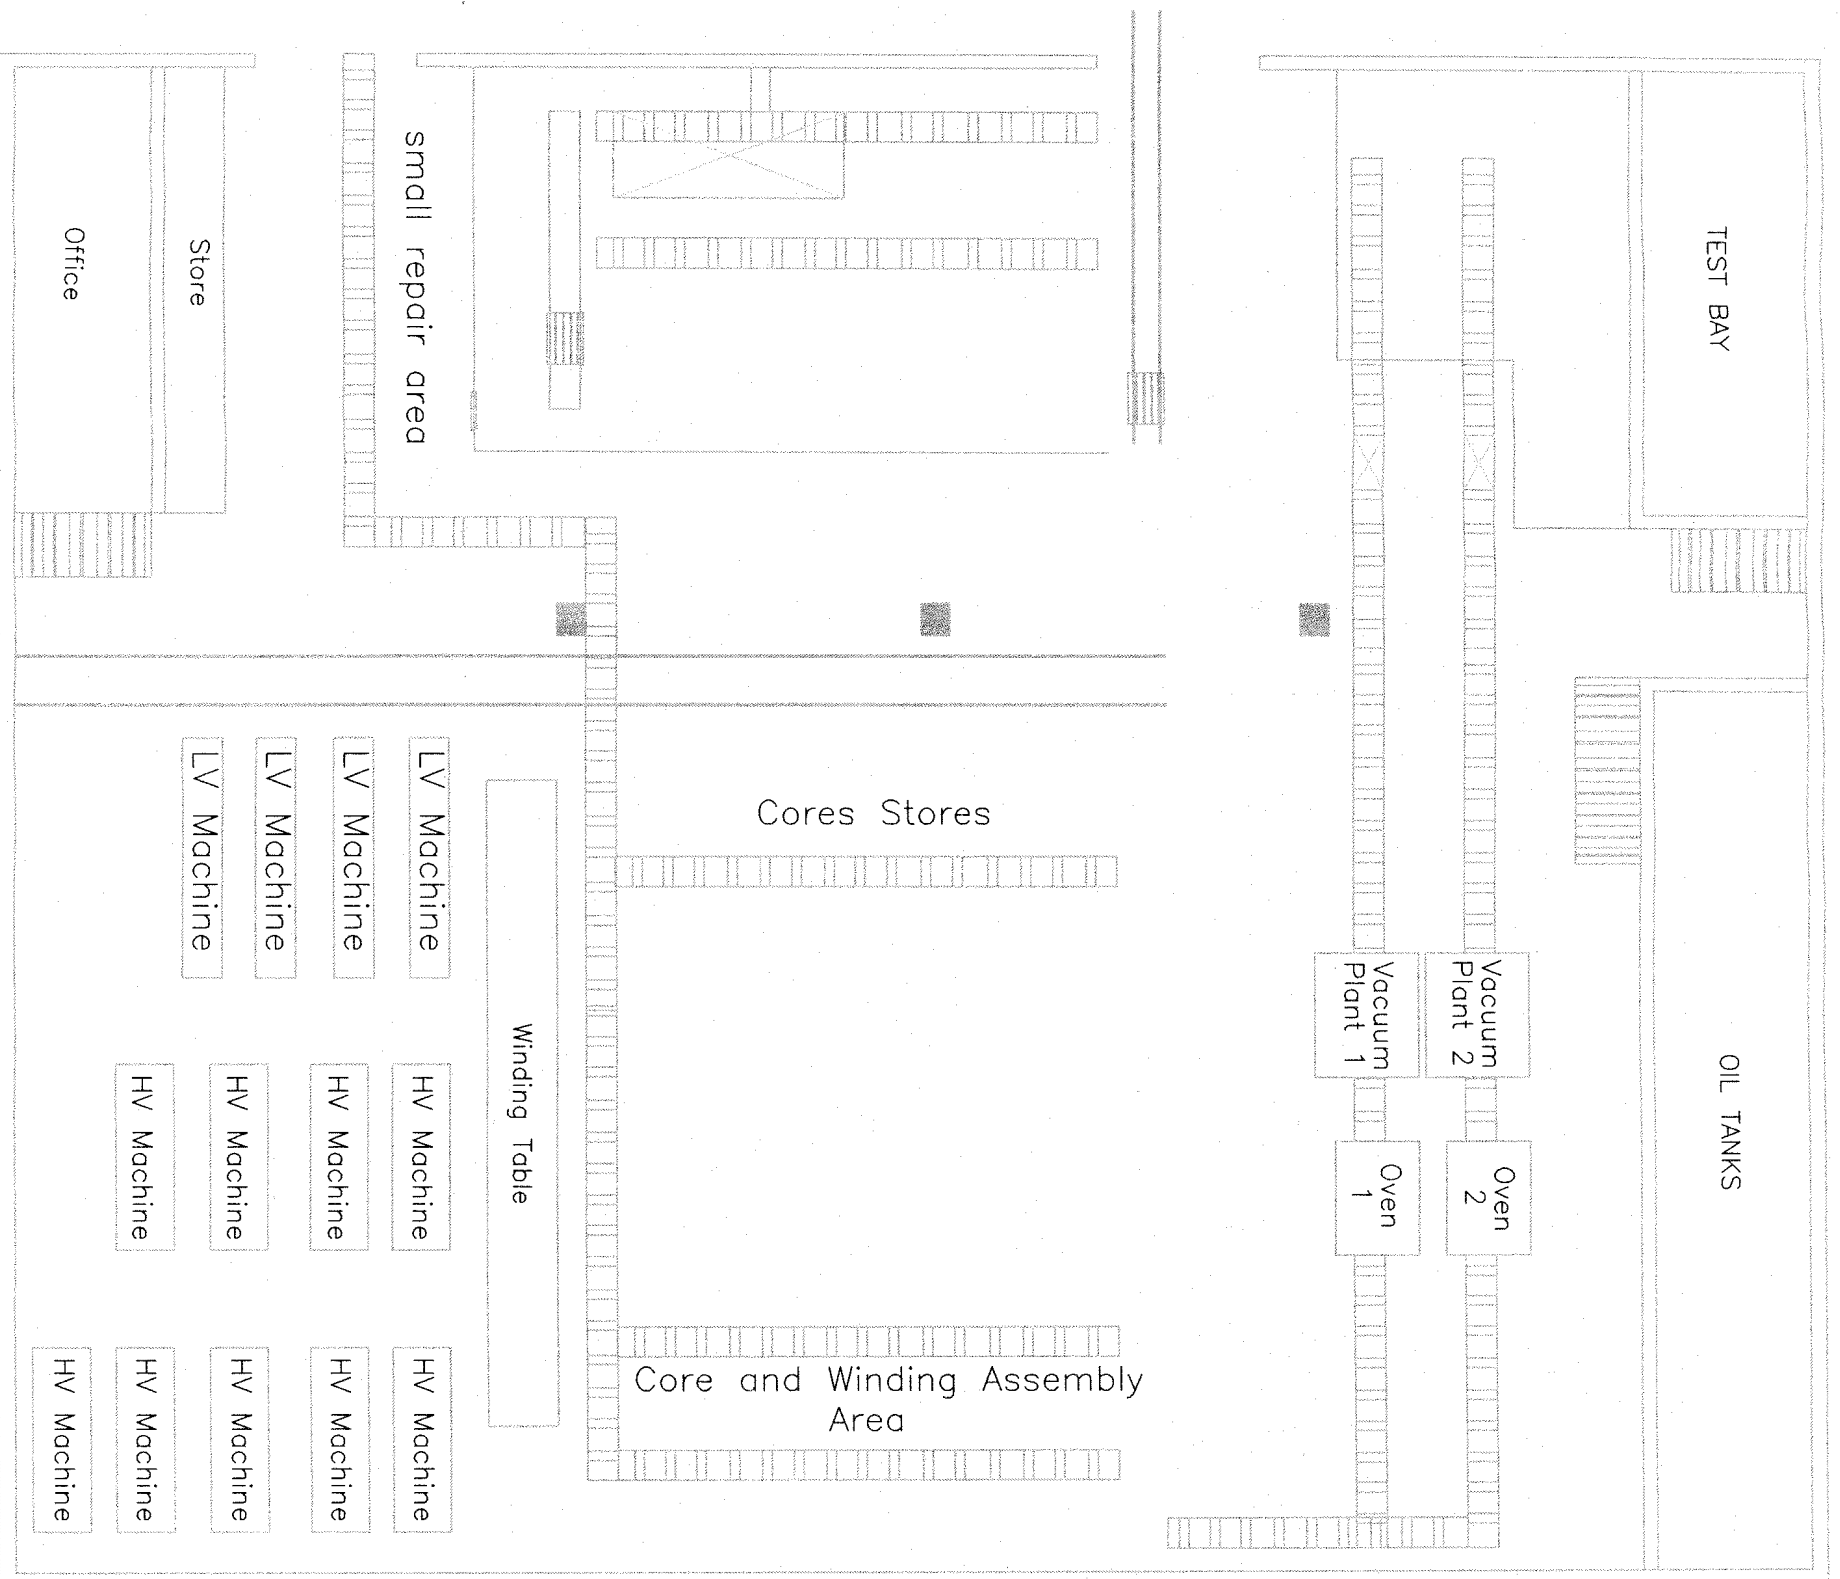 Office
Store
small repair area
TEST BAY
LV Machine
LV Machine
LV Machine
LV Machine
Cores Stores
Winding Table
Vacuum
Plant 1
Vacuum
Plant 2
HV Machine
HV Machine
HV Machine
HV Machine
Oven
1
Oven
2
OIL TANKS
HV Machine
HV Machine
HV Machine
HV Machine
HV Machine
Core and Winding Assembly
Area